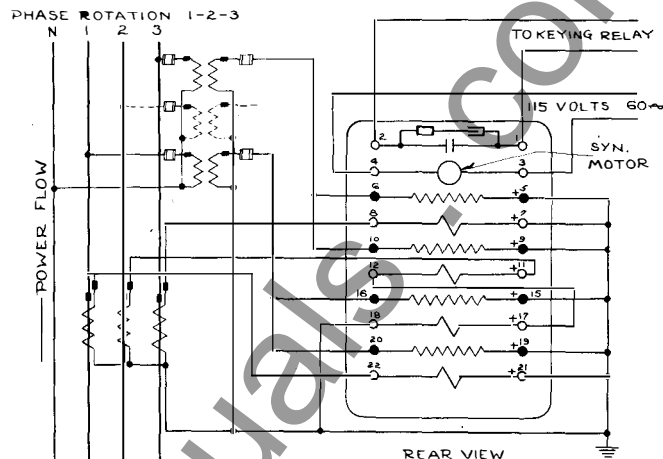 PHASE ROTATION 1-2-3
N 1 2 3
TO KEYING RELAY
115 VOLTS 60~
2 1
SYN.
MOTOR
4 3
6 +5
8 +7
10 +9
12 +11
16 +15
18 +17
20 +19
22 +21
POWER FLOW
REAR VIEW
uals.co